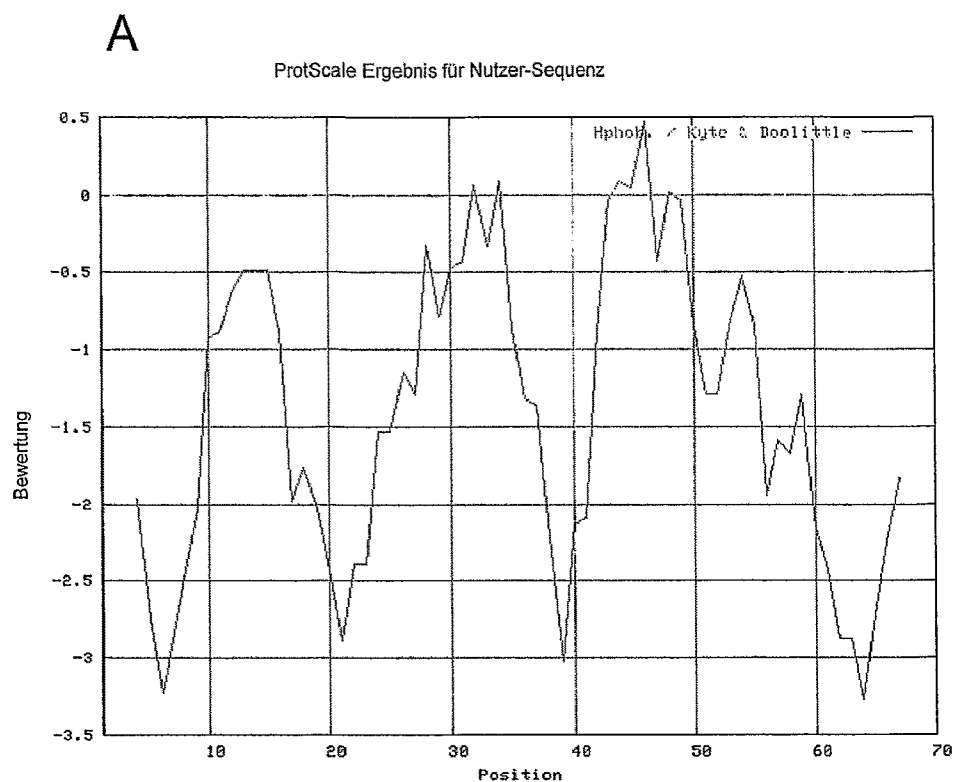 A
ProtScale Ergebnis für Nutzer-Sequenz
Hphob. / Kyte & Doolittle
0.5
0
-0.5
-1
-1.5
-2
-2.5
-3
-3.5
Bewertung
10 20 30 40 50 60 70
Position